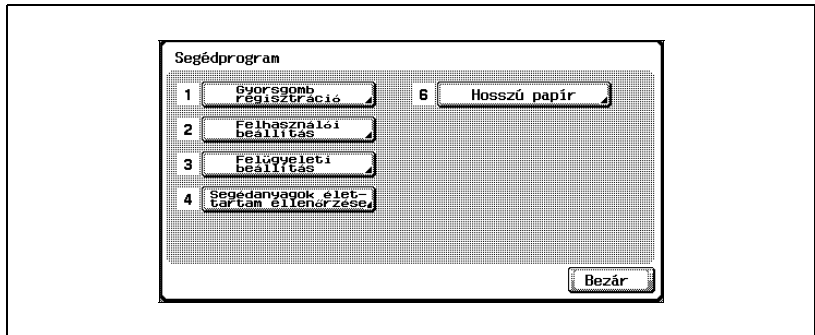 Segédprogram
1 Gyorsgomb
regisztráció
2 Felhasználói
beállítás
3 Felügyeleti
beállítás
4 Segédanyagok élet-
tartam ellenőrzése
6 Hosszú papír
Bezár